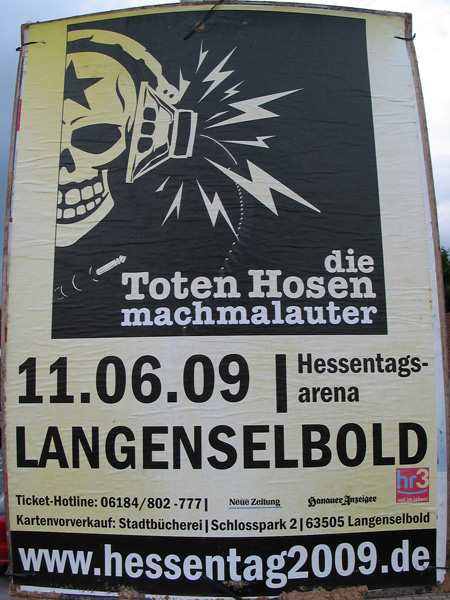 die
Toten Hosen
machmalauter
11.06.09 | Hessentags-
arena
LANGENSELBOLD
hr3
Ticket-Hotline: 06184/802 -777| Neue Zeitung Hanauer Anzeiger
Kartenvorverkauf: Stadtbücherei| Schlosspark 2| 63505 Langenselbold
www.hessentag2009.de